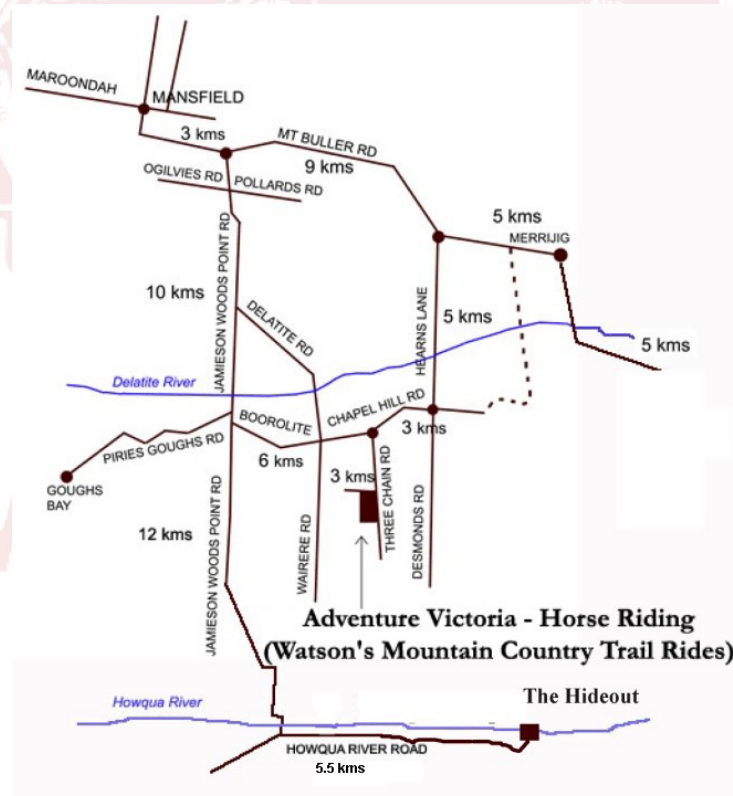 MAROONDAH
MANSFIELD
3 kms
MT BULLER RD
9 kms
OGILVIES RD
POLLARDS RD
5 kms
MERRIJIG
JAMIESON WOODS POINT RD
10 kms
DELATITE RD
HEARNS LANE
5 kms
5 kms
Delatite River
BOOROLITE
CHAPEL HILL RD
3 kms
PIRIES GOUGHS RD
6 kms
GOUGHS
BAY
3 kms
THREE CHAIN RD
DESMONDS RD
WAIRERE RD
12 kms
JAMIESON WOODS POINT RD
Adventure Victoria - Horse Riding
(Watson's Mountain Country Trail Rides)
The Hideout
Howqua River
HOWQUA RIVER ROAD
5.5 kms